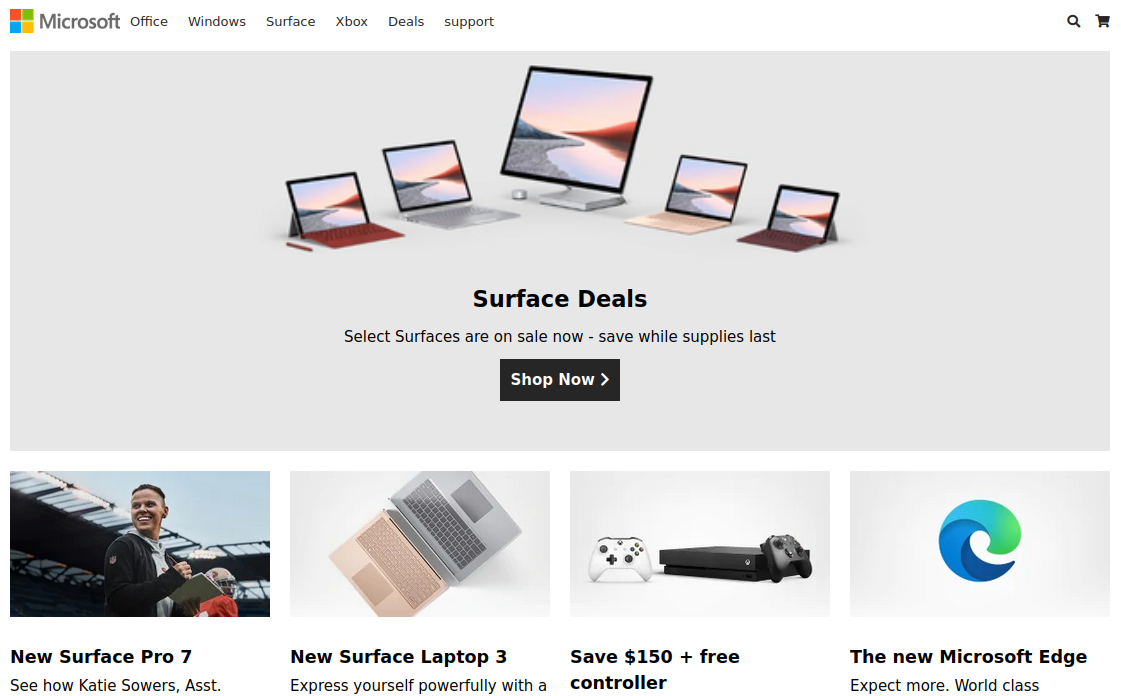 Microsoft Office Windows Surface Xbox Deals support
Surface Deals
Select Surfaces are on sale now - save while supplies last
Shop Now
New Surface Pro 7
See how Katie Sowers, Asst.
New Surface Laptop 3
Express yourself powerfully with a
Save $150 + free
controller
The new Microsoft Edge
Expect more. World class